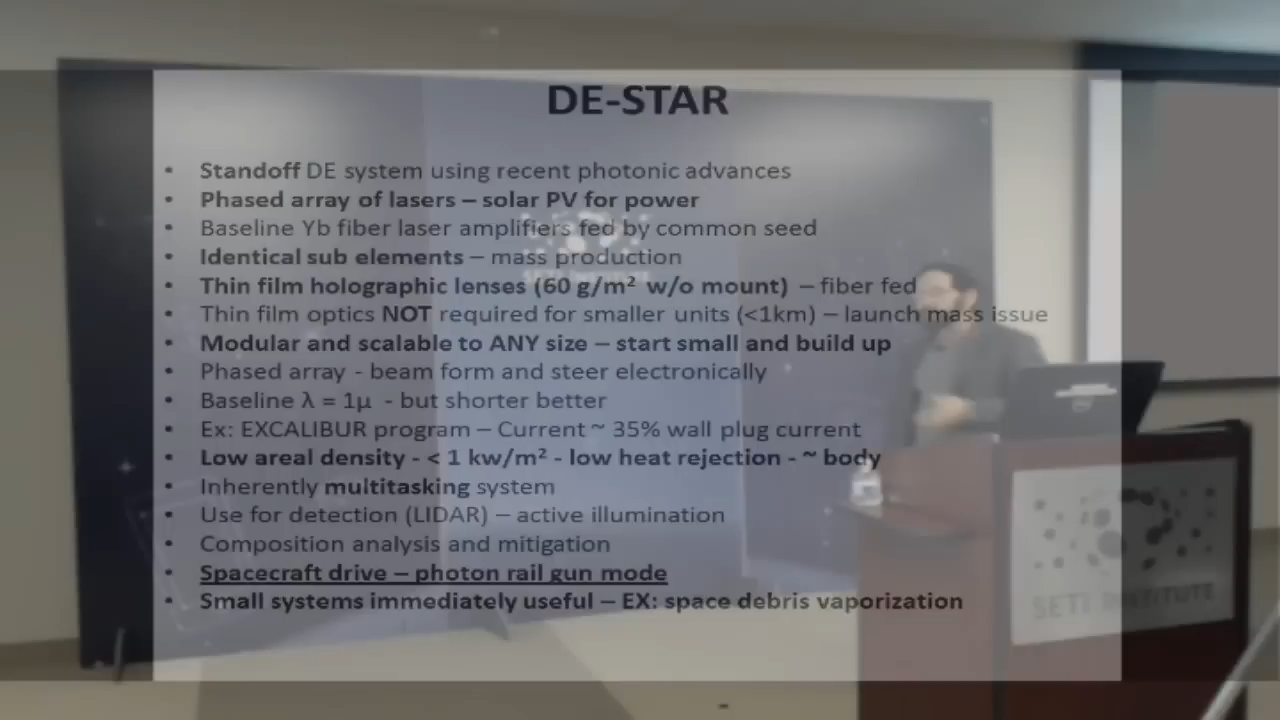 DE-STAR
• Standoff DE system using recent photonic advances
• Phased array of lasers – solar PV for power
• Baseline Yb fiber laser amplifiers fed by common seed
• Identical sub elements – mass production
• Thin film holographic lenses (60 g/m² w/o mount) – fiber fed
• Thin film optics NOT required for smaller units (<1km) – launch mass issue
• Modular and scalable to ANY size – start small and build up
• Phased array - beam form and steer electronically
• Baseline λ = 1μ - but shorter better
• Ex: EXCALIBUR program – Current ~ 35% wall plug current
• Low areal density - < 1 kw/m² - low heat rejection - ~ body
• Inherently multitasking system
• Use for detection (LIDAR) – active illumination
• Composition analysis and mitigation
• Spacecraft drive – photon rail gun mode
• Small systems immediately useful – EX: space debris vaporization
SETI INSTITUTE
SETI INSTITUTE